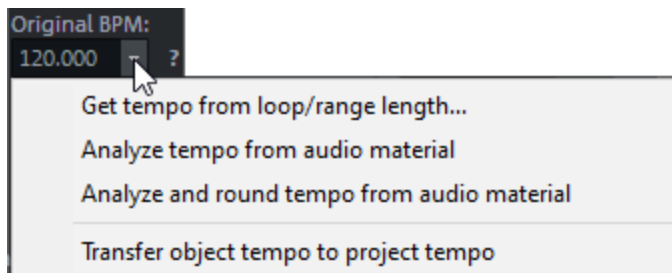 Original BPM:
120.000 ?
Get tempo from loop/range length...
Analyze tempo from audio material
Analyze and round tempo from audio material
Transfer object tempo to project tempo